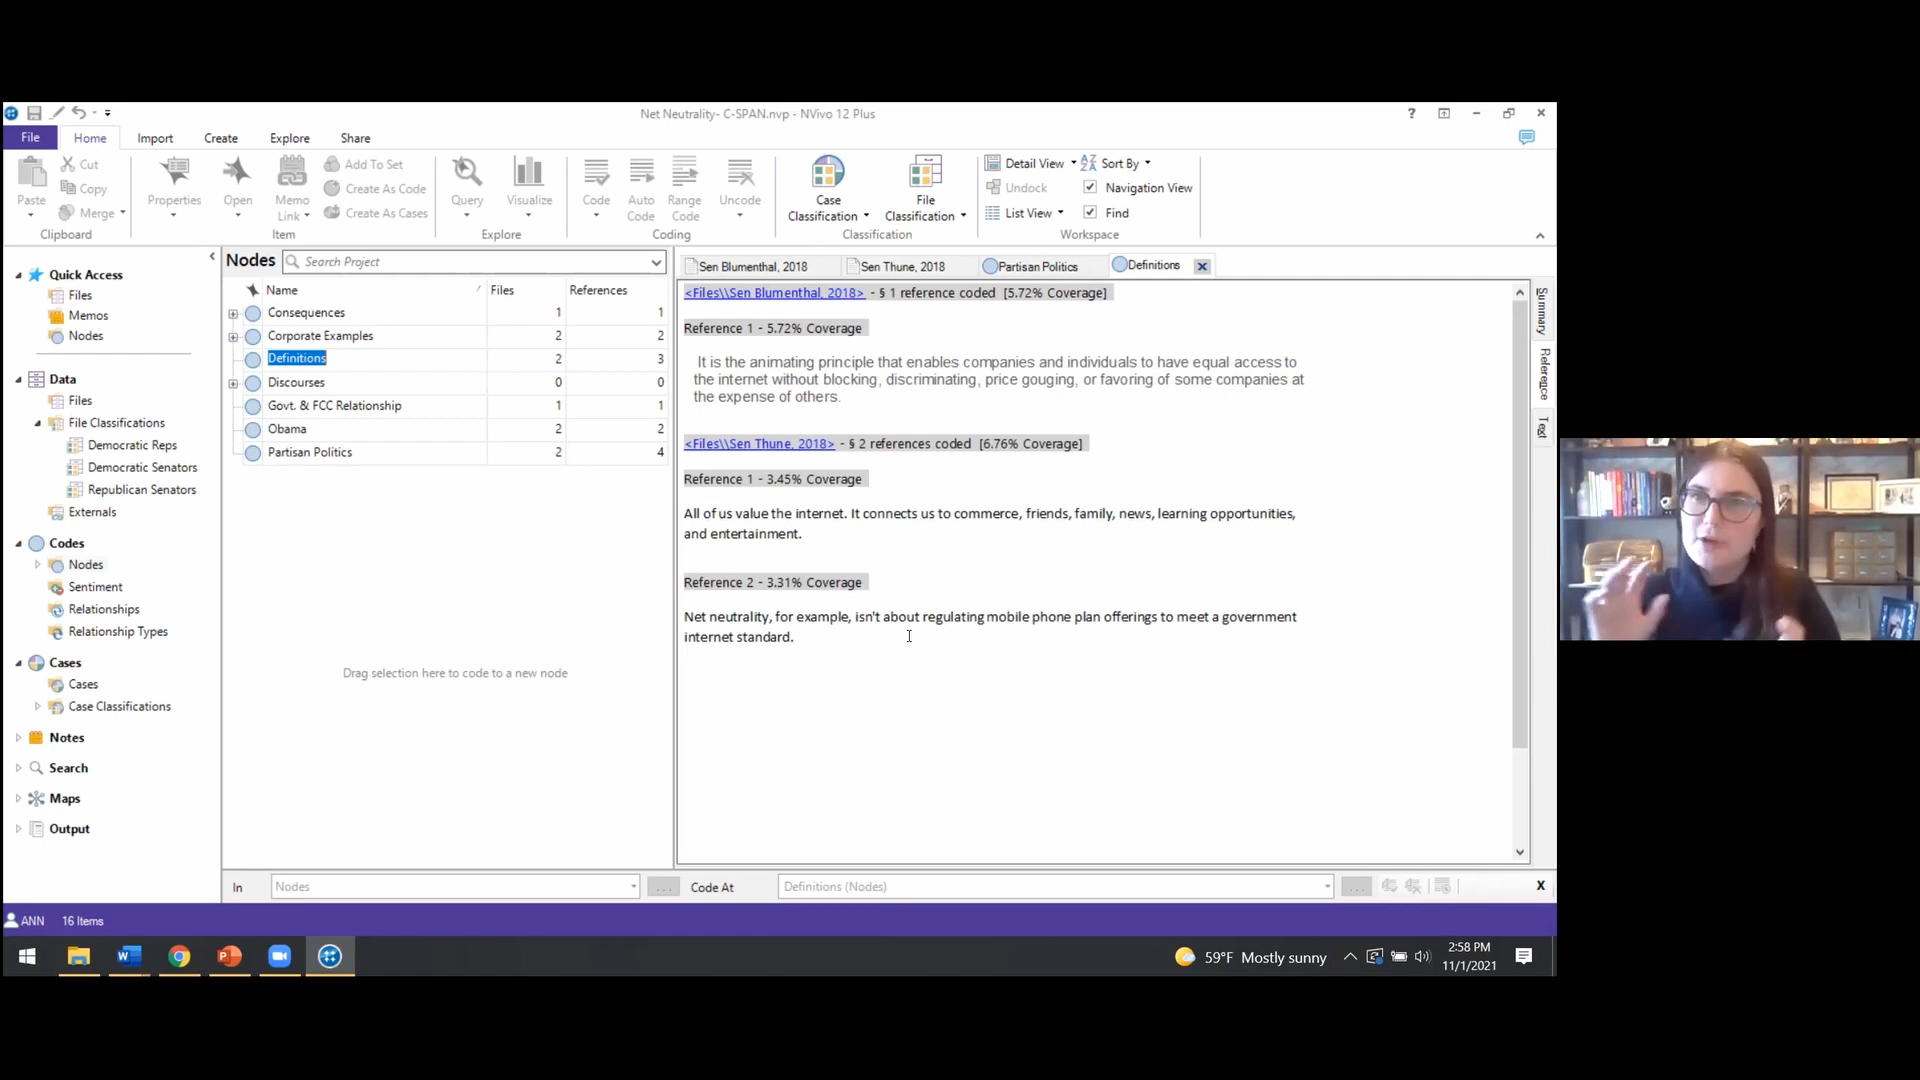 Net Neutrality- C-SPAN.nvp - NVivo 12 Plus
?
File
Home
Import
Create
Explore
Share
Paste
Cut
Copy
Merge
Clipboard
Properties
Open
Memo
Link
Add To Set
Create As Code
Create As Cases
Item
Query
Visualize
Explore
Code
Auto
Code
Range
Code
Uncode
Coding
Case
Classification
File
Classification
Classification
Detail View
Sort By
Undock
Navigation View
List View
Find
Workspace
Quick Access
Files
Memos
Nodes
Data
Files
File Classifications
Democratic Reps
Democratic Senators
Republican Senators
Externals
Codes
Nodes
Sentiment
Relationships
Relationship Types
Cases
Cases
Case Classifications
Notes
Search
Maps
Output
Nodes
Search Project
Name Files References
Consequences 1 1
Corporate Examples 2 2
Definitions 2 3
Discourses 0 0
Govt. & FCC Relationship 1 1
Obama 2 2
Partisan Politics 2 4
Drag selection here to code to a new node
Sen Blumenthal, 2018
Sen Thune, 2018
Partisan Politics
Definitions
<Files\\Sen Blumenthal, 2018> - § 1 reference coded [5.72% Coverage]
Reference 1 - 5.72% Coverage
It is the animating principle that enables companies and individuals to have equal access to
the internet without blocking, discriminating, price gouging, or favoring of some companies at
the expense of others.
<Files\\Sen Thune, 2018> - § 2 references coded [6.76% Coverage]
Reference 1 - 3.45% Coverage
All of us value the internet. It connects us to commerce, friends, family, news, learning opportunities,
and entertainment.
Reference 2 - 3.31% Coverage
Net neutrality, for example, isn't about regulating mobile phone plan offerings to meet a government
internet standard.
Summary
Reference
Text
In
Nodes
...
Code At
Definitions (Nodes)
...
X
ANN
16 Items
59°F Mostly sunny
2:58 PM
11/1/2021